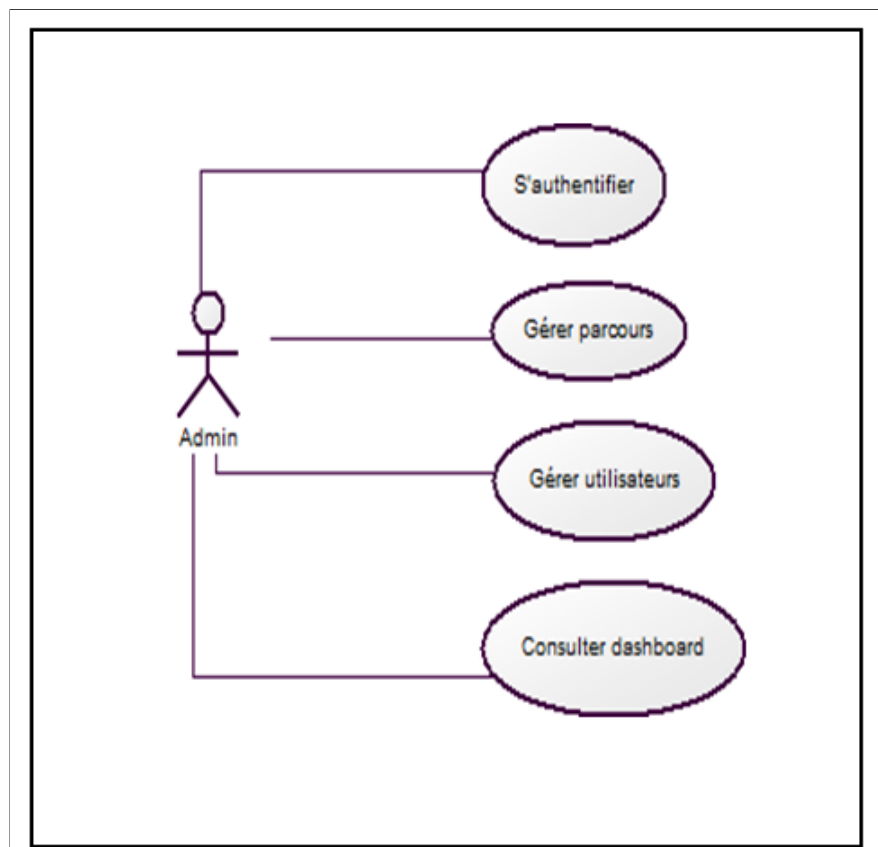 S'authentifier
Gérer parcours
Admin
Gérer utilisateurs
Consulter dashboard